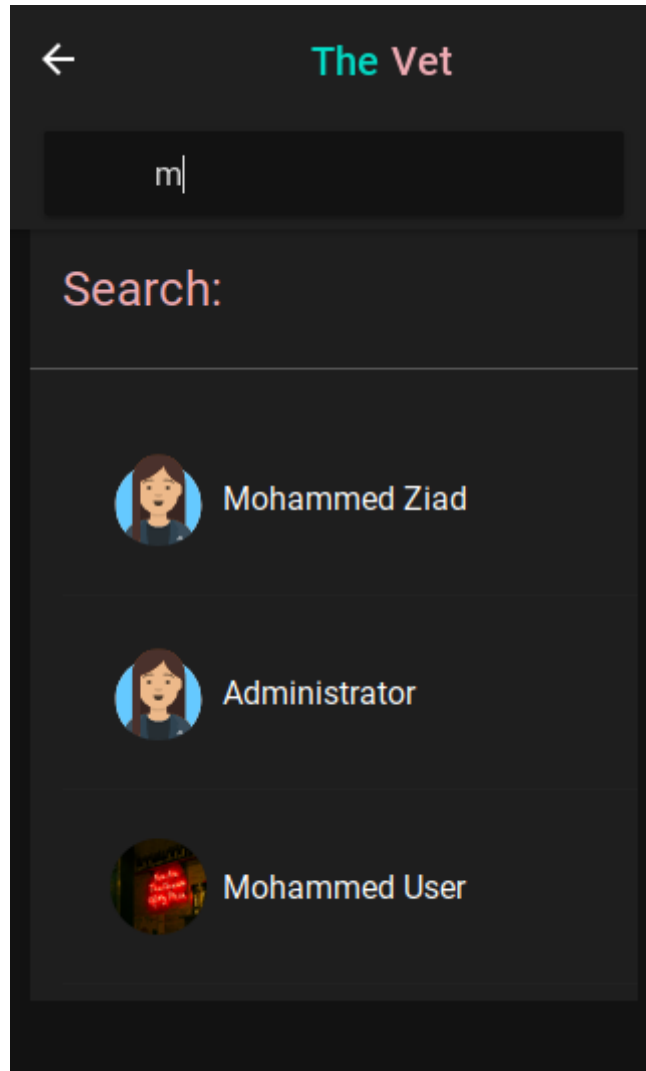 The Vet
m
Search:
Mohammed Ziad
Administrator
Mohammed User